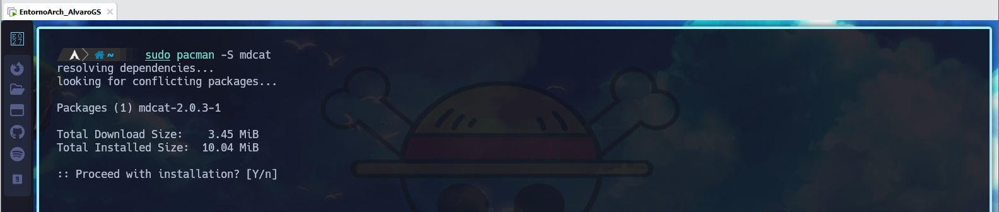 EntornoArch_AlvaroGS
E0
27
~ sudo pacman -S mdcat
resolving dependencies...
looking for conflicting packages...
Packages (1) mdcat-2.0.3-1
Total Download Size: 3.45 MiB
Total Installed Size: 10.04 MiB
:: Proceed with installation? [Y/n]
9